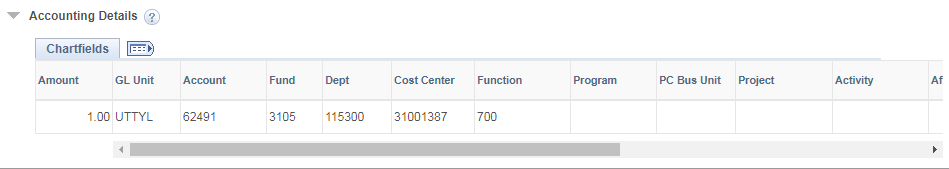 Accounting Details ?
Chartfields
Amount GL Unit Account Fund Dept Cost Center Function Program PC Bus Unit Project Activity Af
1.00 UTTYL 62491 3105 115300 31001387 700